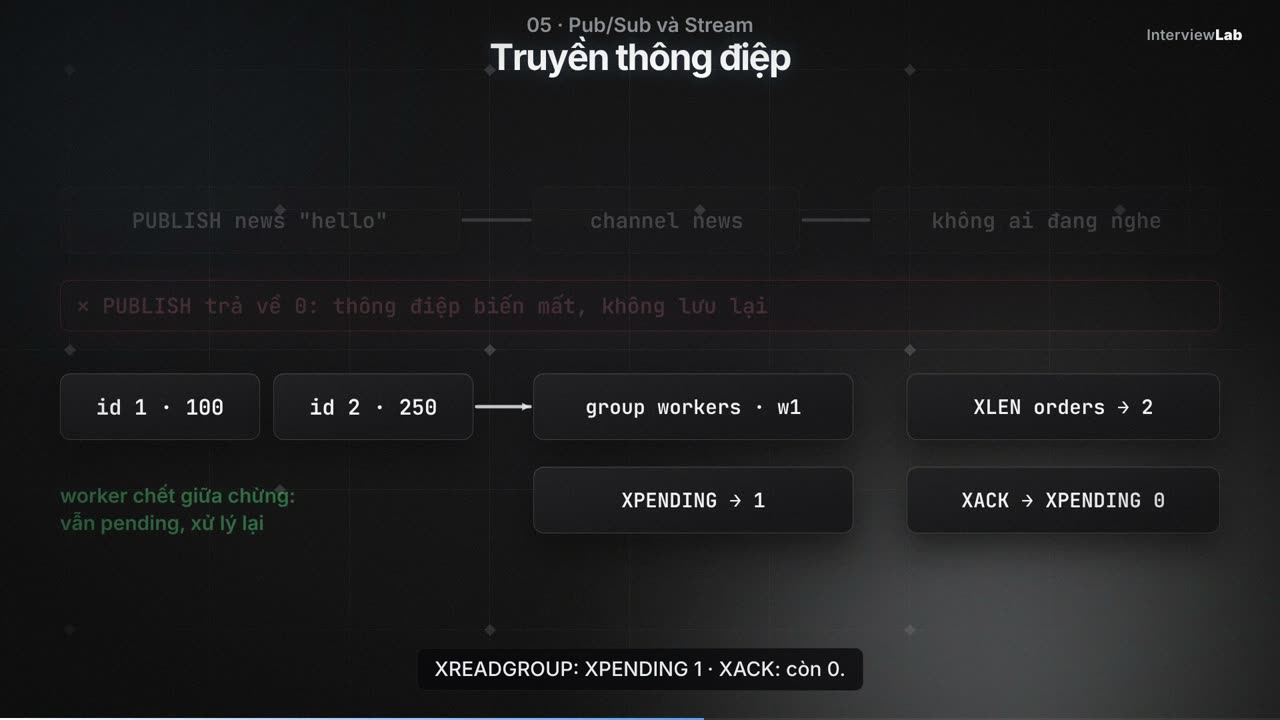 05 · Pub/Sub và Stream
InterviewLab
Truyền thông điệp
PUBLISH news "hello"
channel news
không ai đang nghe
× PUBLISH trả về 0: thông điệp biến mất, không lưu lại
id 1 · 100
id 2 · 250
group workers · w1
XLEN orders → 2
worker chết giữa chừng:
vẫn pending, xử lý lại
XPENDING → 1
XACK → XPENDING 0
XREADGROUP: XPENDING 1 · XACK: còn 0.